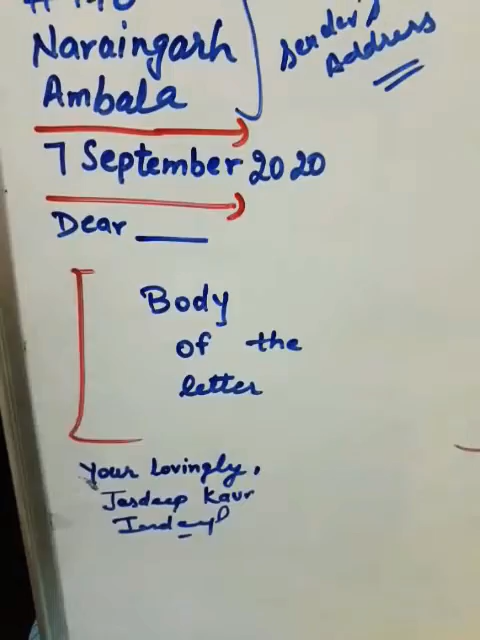 Naraingarh
Ambala
Sender's
Address
7 September 2020
Dear
Body
of the
letter
Your Lovingly,
Jasdeep Kaur